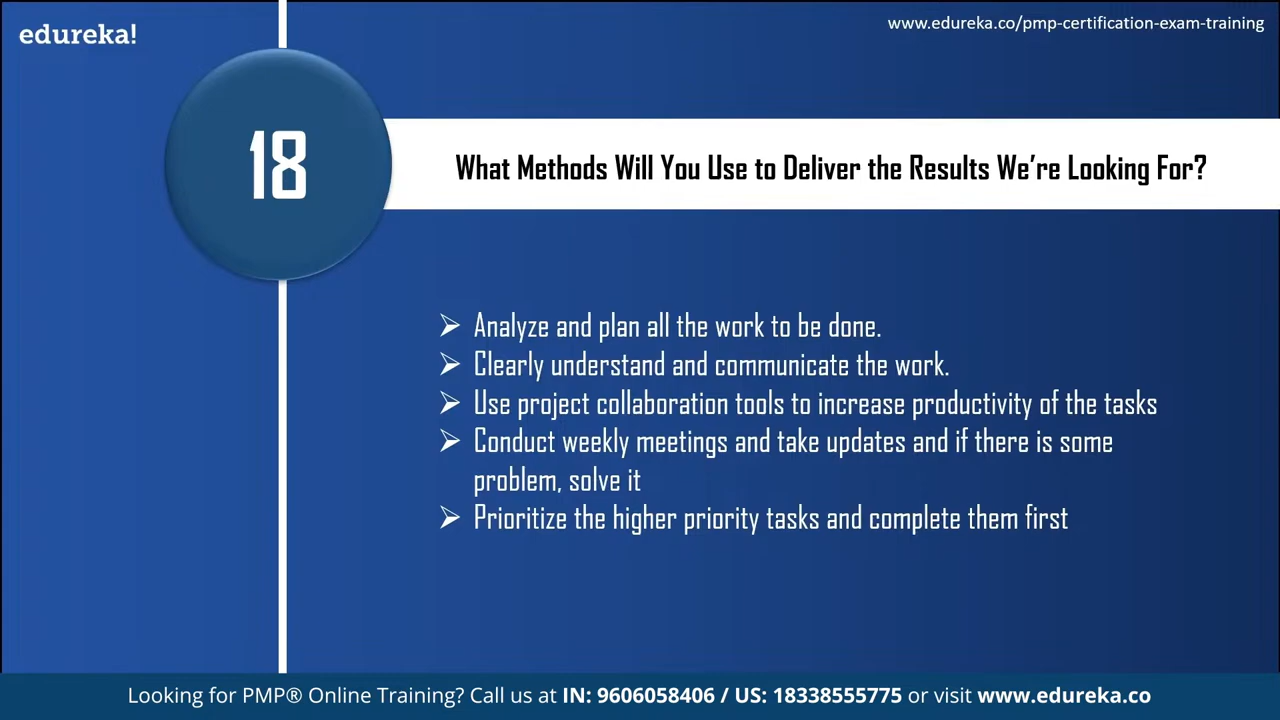 edureka!
www.edureka.co/pmp-certification-exam-training
18
What Methods Will You Use to Deliver the Results We're Looking For?
➢ Analyze and plan all the work to be done.
➢ Clearly understand and communicate the work.
➢ Use project collaboration tools to increase productivity of the tasks
➢ Conduct weekly meetings and take updates and if there is some
problem, solve it
➢ Prioritize the higher priority tasks and complete them first
Looking for PMP® Online Training? Call us at IN: 9606058406 / US: 18338555775 or visit www.edureka.co